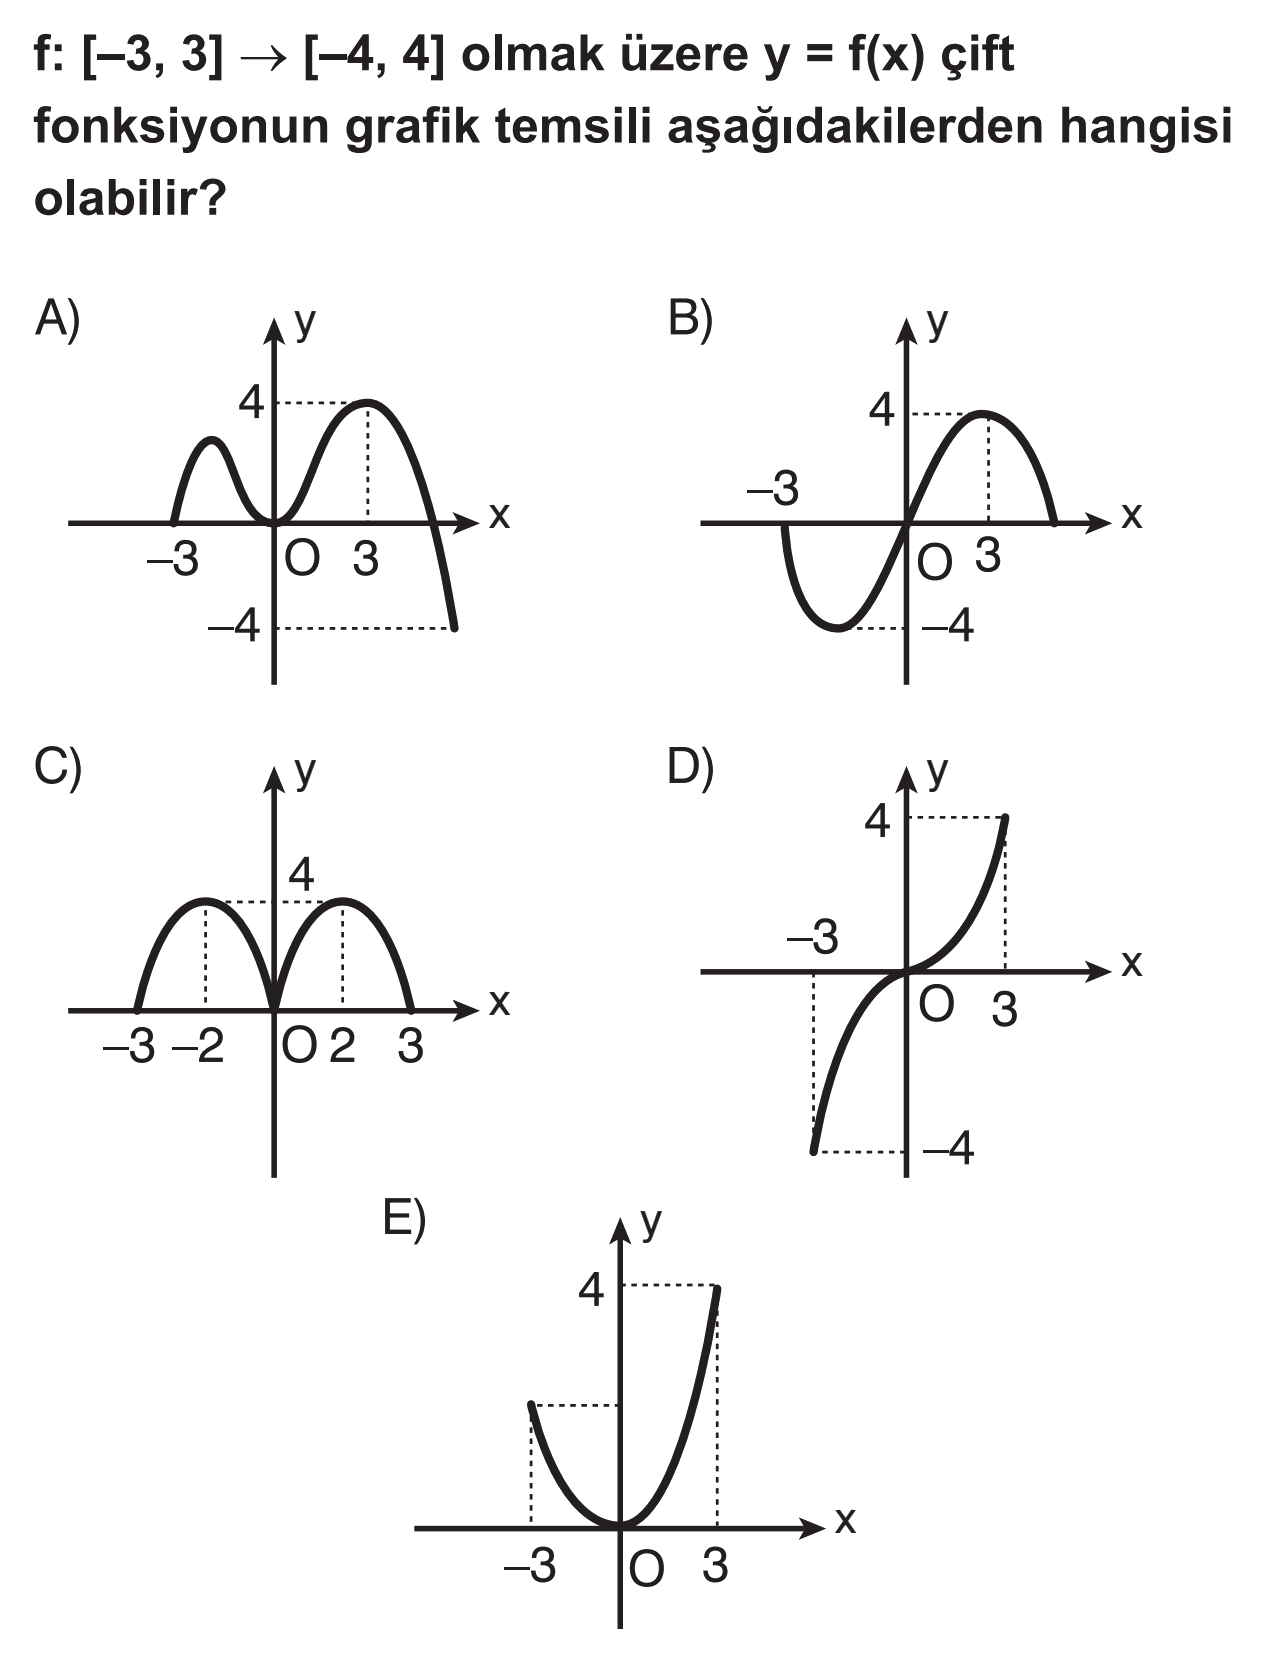 f: [–3, 3] → [–4, 4] olmak üzere y = f(x) çift
fonksiyonun grafik temsili aşağıdakilerden hangisi
olabilir?
A)
y
4
x
–3
O
3
–4
B)
y
4
–3
x
O
3
–4
C)
y
4
x
–3
–2
O
2
3
D)
y
4
–3
x
O
3
–4
E)
y
4
x
–3
O
3